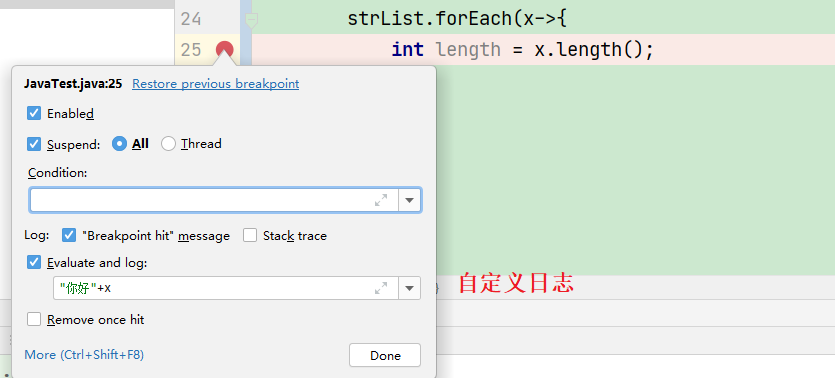 24 strList.forEach(x->{
25 int length = x.length();
JavaTest.java:25 Restore previous breakpoint
Enabled
Suspend: All Thread
Condition:
Log: "Breakpoint hit" message Stack trace
Evaluate and log:
"你好"+x
} 自定义日志
Remove once hit
More (Ctrl+Shift+F8) Done